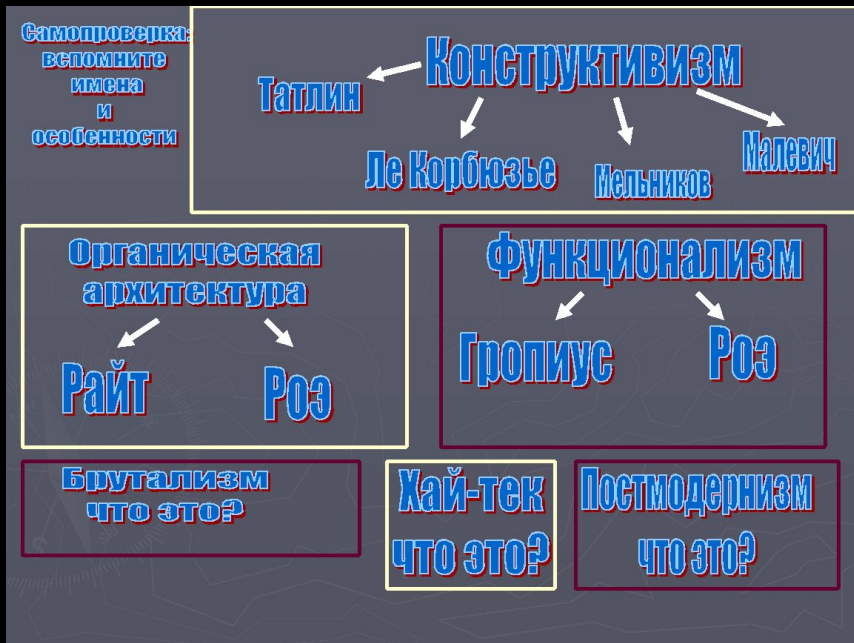 Самопроверка:
вспомните
имена
и
особенности
Конструктивизм
Татлин
Ле Корбюзье
Мельников
Малевич
Органическая
архитектура
Райт
Роэ
Функционализм
Гропиус
Роэ
Брутализм
что это?
Хай-тек
что это?
Постмодернизм
что это?